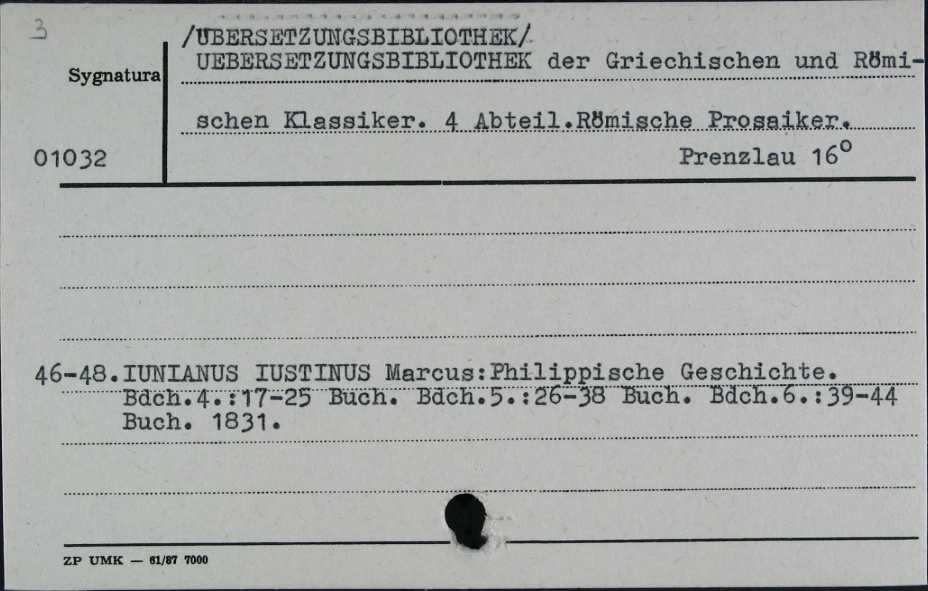 3
/ÜBERSETZUNGSBIBLIOTHEK/
UEBERSETZUNGSBIBLIOTHEK der Griechischen und Römi-
Sygnatura
schen Klassiker. 4 Abteil.Römische Prosaiker.
01032
Prenzlau 16°
46-48.IUNIANUS IUSTINUS Marcus:Philippische Geschichte.
Bdch.4.:17-25 Buch. Bdch.5.:26-38 Buch. Bdch.6.:39-44
Buch. 1831.
ZP UMK — 61/87 7000